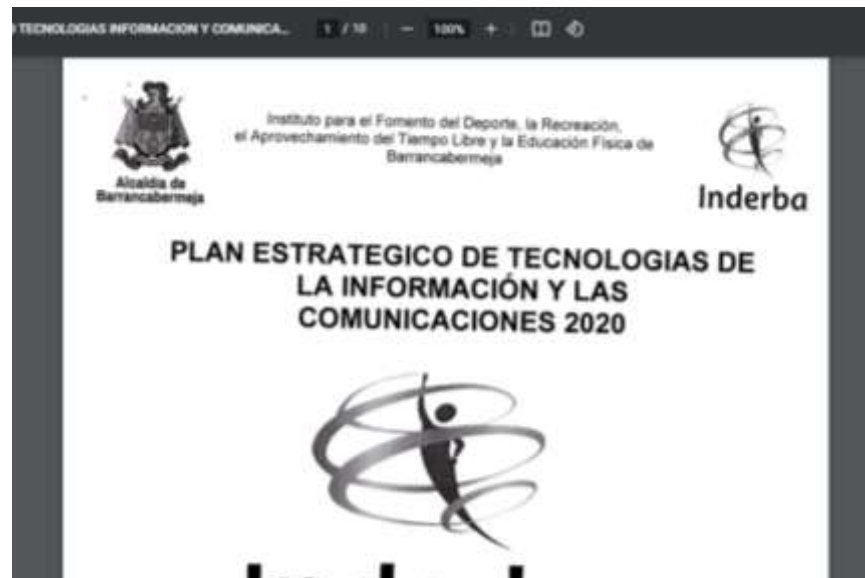 TECNOLOGIAS INFORMACION Y COMUNICA... 1 / 10 − 100% +
Instituto para el Fomento del Deporte, la Recreación,
el Aprovechamiento del Tiempo Libre y la Educación Física de
Barrancabermeja
Alcaldía de
Barrancabermeja
Inderba
PLAN ESTRATEGICO DE TECNOLOGIAS DE
LA INFORMACIÓN Y LAS
COMUNICACIONES 2020